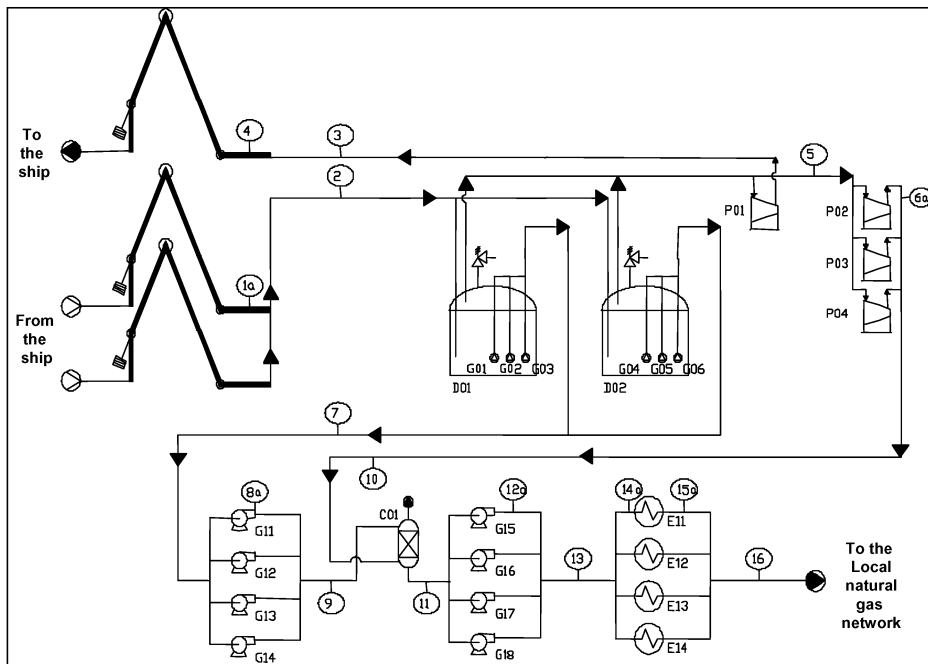 To
the
ship
4
3
2
5
6a
P01
P02
P03
P04
1a
From
the
ship
G01 G02 G03
D01
G04 G05 G06
D02
7
10
8a
G11
G12
G13
G14
9
C01
11
12a
G15
G16
G17
G18
13
14a
15a
E11
E12
E13
E14
16
To the
Local
natural
gas
network